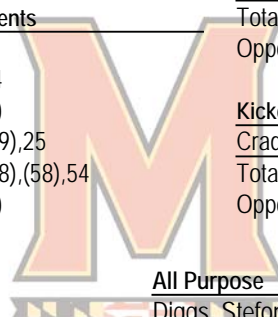 Tota
ents
Oppo
)
9),25
Kicko
8),(58),54
Crad
)
Tota
Oppo
All Purpose
Diggs, Stefon